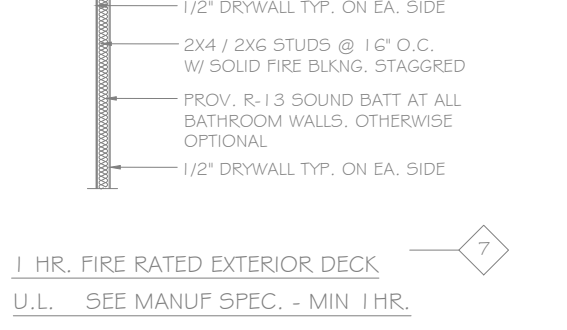 1/2" DRYWALL TYP. ON EA. SIDE
2X4 / 2X6 STUDS @ 16" O.C.
W/ SOLID FIRE BLKNG. STAGGRED
PROV. R-13 SOUND BATT AT ALL
BATHROOM WALLS. OTHERWISE
OPTIONAL
1/2" DRYWALL TYP. ON EA. SIDE
7
1 HR. FIRE RATED EXTERIOR DECK
U.L. SEE MANUF SPEC. - MIN 1HR.